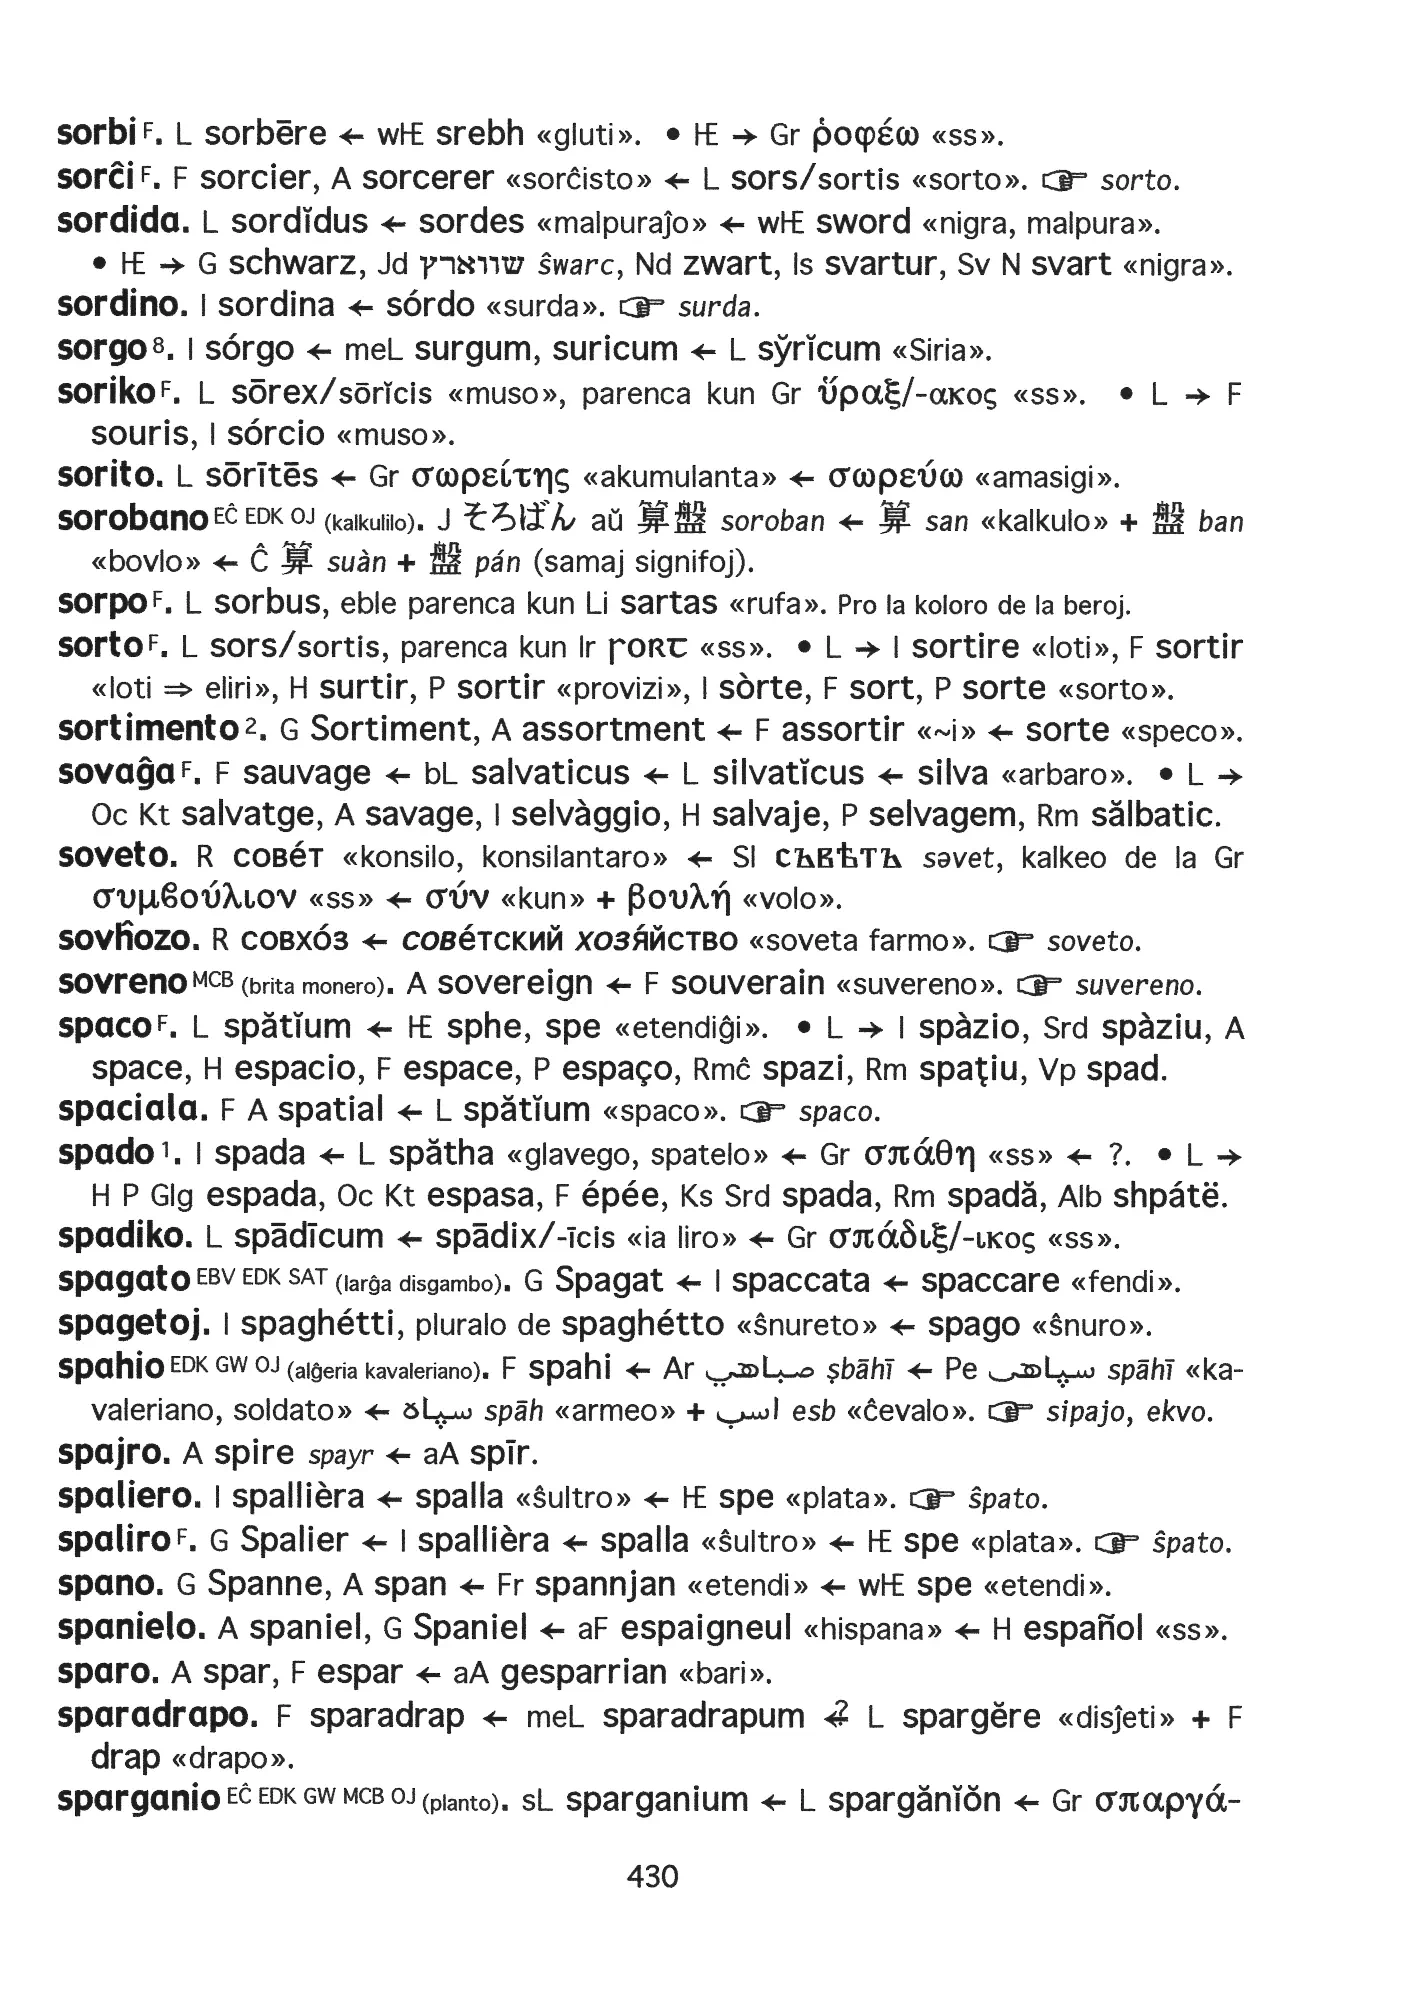 sorbi F. L sorbēre ← wIE srebh «gluti». • IE → Gr ῥοφέω «ss».
sorĉi F. F sorcier, A sorcerer «sorĉisto» ← L sors/sortis «sorto». ☞ sorto.
sordida. L sordĭdus ← sordes «malpuraĵo» ← wIE sword «nigra, malpura».
• IE → G schwarz, Jd שווארץ ŝwarc, Nd zwart, Is svartur, Sv N svart «nigra».
sordino. I sordina ← sórdo «surda». ☞ surda.
sorgo 8. I sórgo ← meL surgum, suricum ← L sy̆rĭcum «Siria».
soriko F. L sōrex/sōrĭcis «muso», parenca kun Gr ὕραξ/-ακος «ss». • L → F
souris, I sórcio «muso».
sorito. L sōrītēs ← Gr σωρείτης «akumulanta» ← σωρεύω «amasigi».
sorobano EĈ EDK OJ (kalkulilo). J そろばん aŭ 算盤 soroban ← 算 san «kalkulo» + 盤 ban
«bovlo» ← Ĉ 算 suàn + 盤 pán (samaj signifoj).
sorpo F. L sorbus, eble parenca kun Li sartas «rufa». Pro la koloro de la beroj.
sorto F. L sors/sortis, parenca kun Ir ꞃort «ss». • L → I sortire «loti», F sortir
«loti ⇒ eliri», H surtir, P sortir «provizi», I sòrte, F sort, P sorte «sorto».
sortimento 2. G Sortiment, A assortment ← F assortir «~i» ← sorte «speco».
sovaĝa F. F sauvage ← bL salvaticus ← L silvatĭcus ← silva «arbaro». • L →
Oc Kt salvatge, A savage, I selvàggio, H salvaje, P selvagem, Rm sălbatic.
soveto. R совéт «konsilo, konsilantaro» ← Sl съвѣтъ səvet, kalkeo de la Gr
συμβούλιον «ss» ← σύν «kun» + βουλή «volo».
sovĥozo. R совхóз ← совéтский хозя́йство «soveta farmo». ☞ soveto.
sovreno MCB (brita monero). A sovereign ← F souverain «suvereno». ☞ suvereno.
spaco F. L spătĭum ← IE sphe, spe «etendiĝi». • L → I spàzio, Srd spàziu, A
space, H espacio, F espace, P espaço, Rmĉ spazi, Rm spaţiu, Vp spad.
spaciala. F A spatial ← L spătĭum «spaco». ☞ spaco.
spado 1. I spada ← L spătha «glavego, spatelo» ← Gr σπάθη «ss» ← ?. • L →
H P Glg espada, Oc Kt espasa, F épée, Ks Srd spada, Rm spadă, Alb shpátë.
spadiko. L spādīcum ← spādix/-īcis «ia liro» ← Gr σπάδιξ/-ικος «ss».
spagato EBV EDK SAT (larĝa disgambo). G Spagat ← I spaccata ← spaccare «fendi».
spagetoj. I spaghétti, pluralo de spaghétto «ŝnureto» ← spago «ŝnuro».
spahio EDK GW OJ (alĝeria kavaleriano). F spahi ← Ar صباهي ṣbāhī ← Pe سپاهی spāhī «ka-
valeriano, soldato» ← سپاه spāh «armeo» + اسپ esb «ĉevalo». ☞ sipajo, ekvo.
spajro. A spire spayr ← aA spīr.
spaliero. I spallièra ← spalla «ŝultro» ← IE spe «plata». ☞ ŝpato.
spaliro F. G Spalier ← I spallièra ← spalla «ŝultro» ← IE spe «plata». ☞ ŝpato.
spano. G Spanne, A span ← Fr spannjan «etendi» ← wIE spe «etendi».
spanielo. A spaniel, G Spaniel ← aF espaigneul «hispana» ← H español «ss».
sparo. A spar, F espar ← aA gesparrian «bari».
sparadrapo. F sparadrap ← meL sparadrapum ←? L spargĕre «disĵeti» + F
drap «drapo».
sparganio EĈ EDK GW MCB OJ (planto). sL sparganium ← L spargănĭŏn ← Gr σπαργά-
430